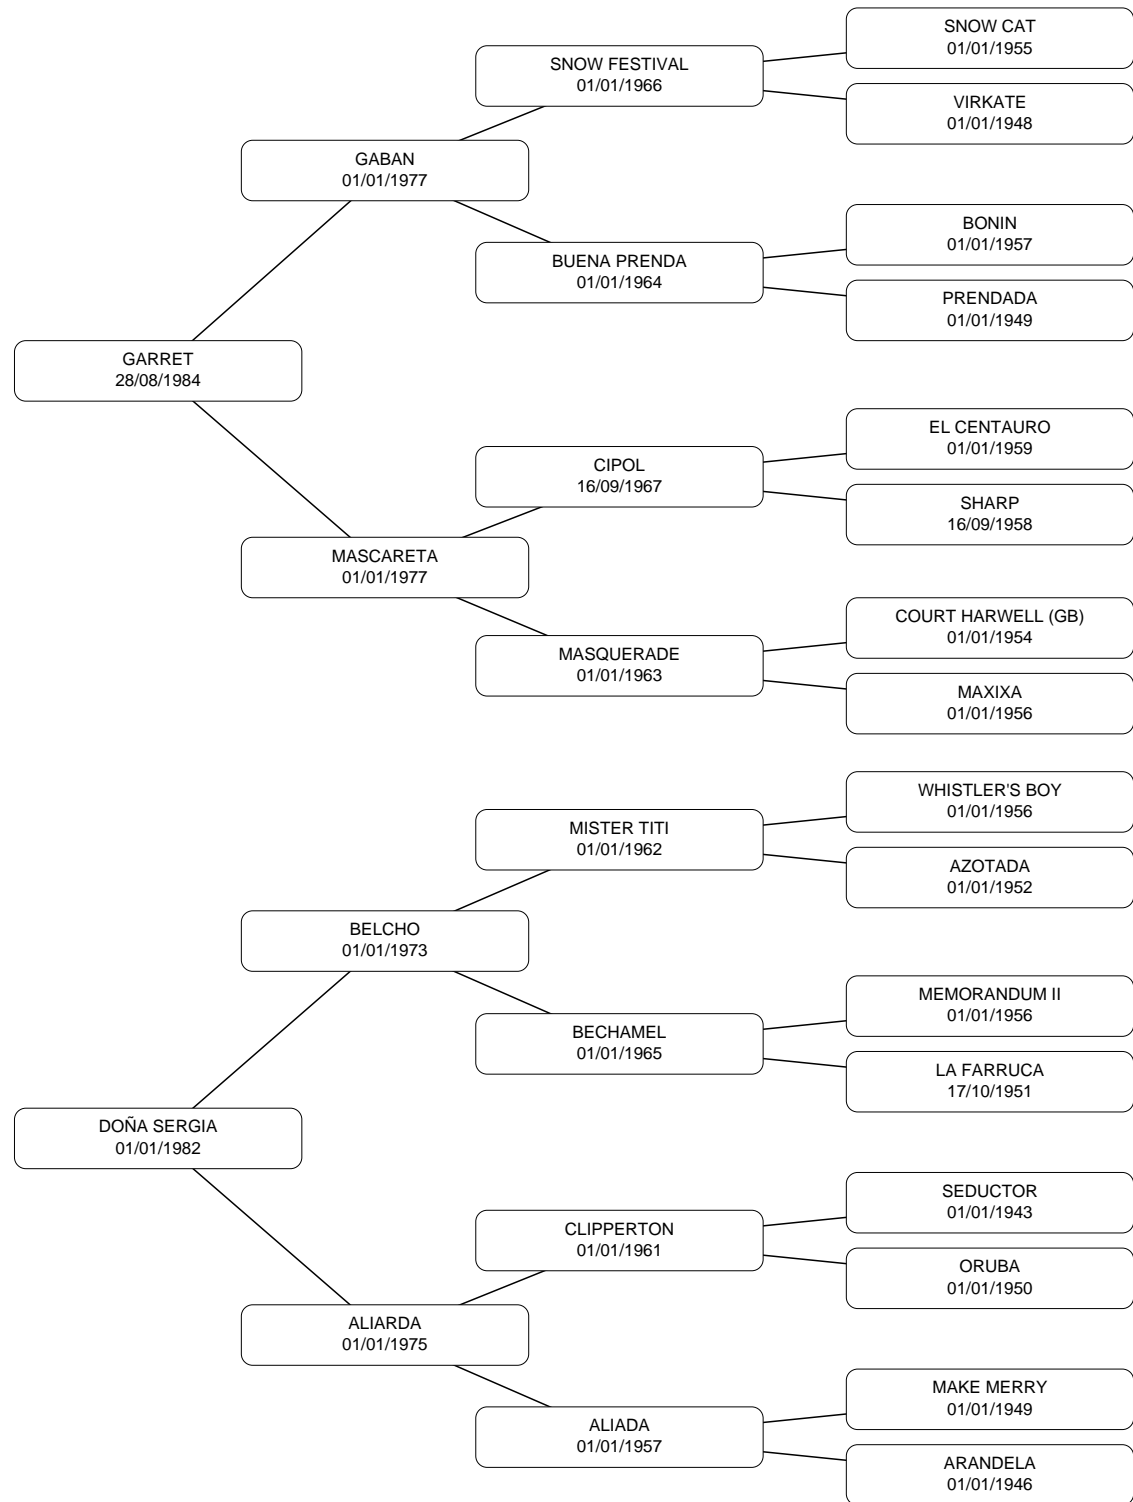 SNOW CAT
01/01/1955
SNOW FESTIVAL
01/01/1966
VIRKATE
01/01/1948
GABAN
01/01/1977
BONIN
01/01/1957
BUENA PRENDA
01/01/1964
PRENDADA
01/01/1949
GARRET
28/08/1984
EL CENTAURO
01/01/1959
CIPOL
16/09/1967
SHARP
16/09/1958
MASCARETA
01/01/1977
COURT HARWELL (GB)
01/01/1954
MASQUERADE
01/01/1963
MAXIXA
01/01/1956
WHISTLER'S BOY
01/01/1956
MISTER TITI
01/01/1962
AZOTADA
01/01/1952
BELCHO
01/01/1973
MEMORANDUM II
01/01/1956
BECHAMEL
01/01/1965
LA FARRUCA
17/10/1951
DOÑA SERGIA
01/01/1982
SEDUCTOR
01/01/1943
CLIPPERTON
01/01/1961
ORUBA
01/01/1950
ALIARDA
01/01/1975
MAKE MERRY
01/01/1949
ALIADA
01/01/1957
ARANDELA
01/01/1946